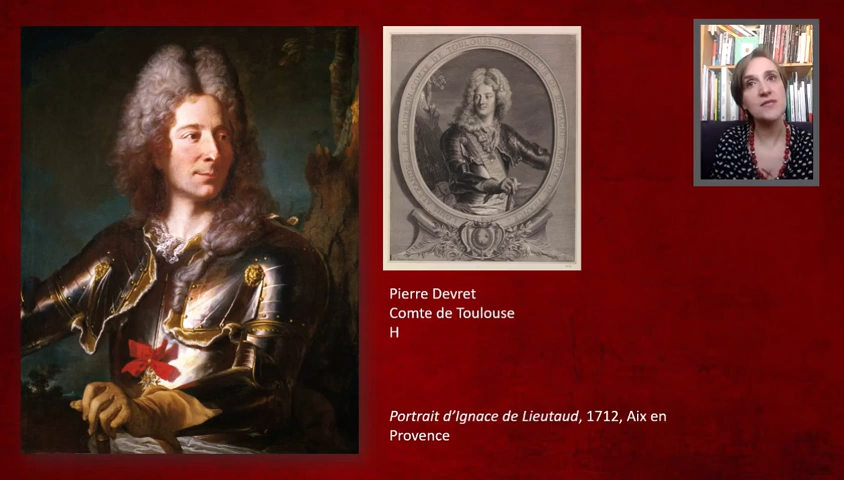 Pierre Devret
Comte de Toulouse
H
Portrait d'Ignace de Lieutaud, 1712, Aix en
Provence